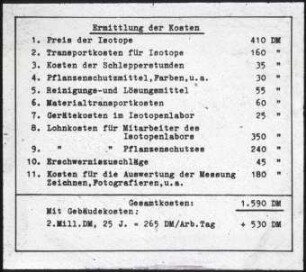 Ermittlung der Kosten
1. Preis der Isotope 410 DM
2. Transportkosten für Isotope 160 "
3. Kosten der Schlepperstunden 35 "
4. Pflanzenschutzmittel,Farben,u.a. 30 "
5. Reinigungs-und Lösungsmittel 55 "
6. Materialtransportkosten 60 "
7. Gerätekosten im Isotopenlabor 25 "
8. Lohnkosten für Mitarbeiter des
Isotopenlabors 350 "
9. " " Pflanzenschutzes 240 "
10. Erschwerniszuschläge 45 "
11. Kosten für die Auswertung der Messung 180 "
Zeichnen,Fotografieren,u.a.
Gesamtkosten: 1.590 DM
Mit Gebäudekosten:
2.Mill.DM, 25 J. = 265 DM/Arb.Tag + 530 DM